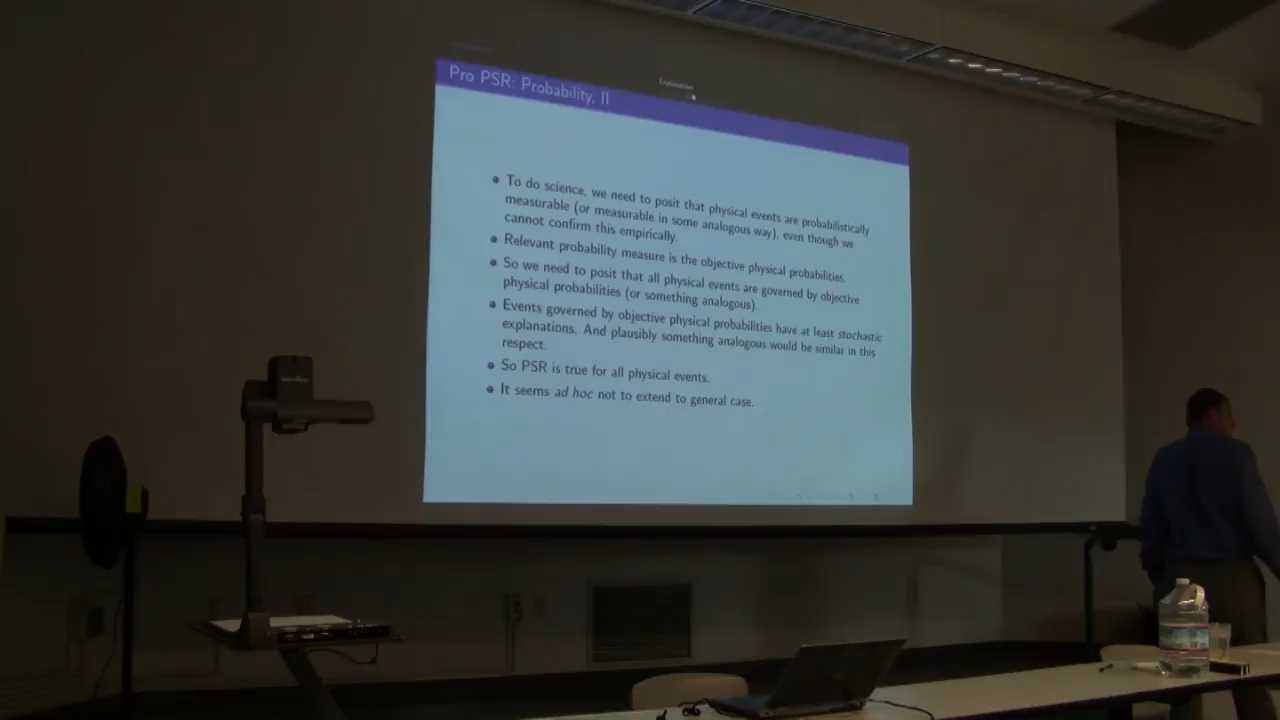 Pro PSR: Probability, II
Explanation
To do science, we need to posit that physical events are probabilistically
measurable (or measurable in some analogous way), even though we
cannot confirm this empirically.
Relevant probability measure is the objective physical probabilities.
So we need to posit that all physical events are governed by objective
physical probabilities (or something analogous).
Events governed by objective physical probabilities have at least stochastic
explanations. And plausibly something analogous would be similar in this
respect.
So PSR is true for all physical events.
It seems ad hoc not to extend to general case.